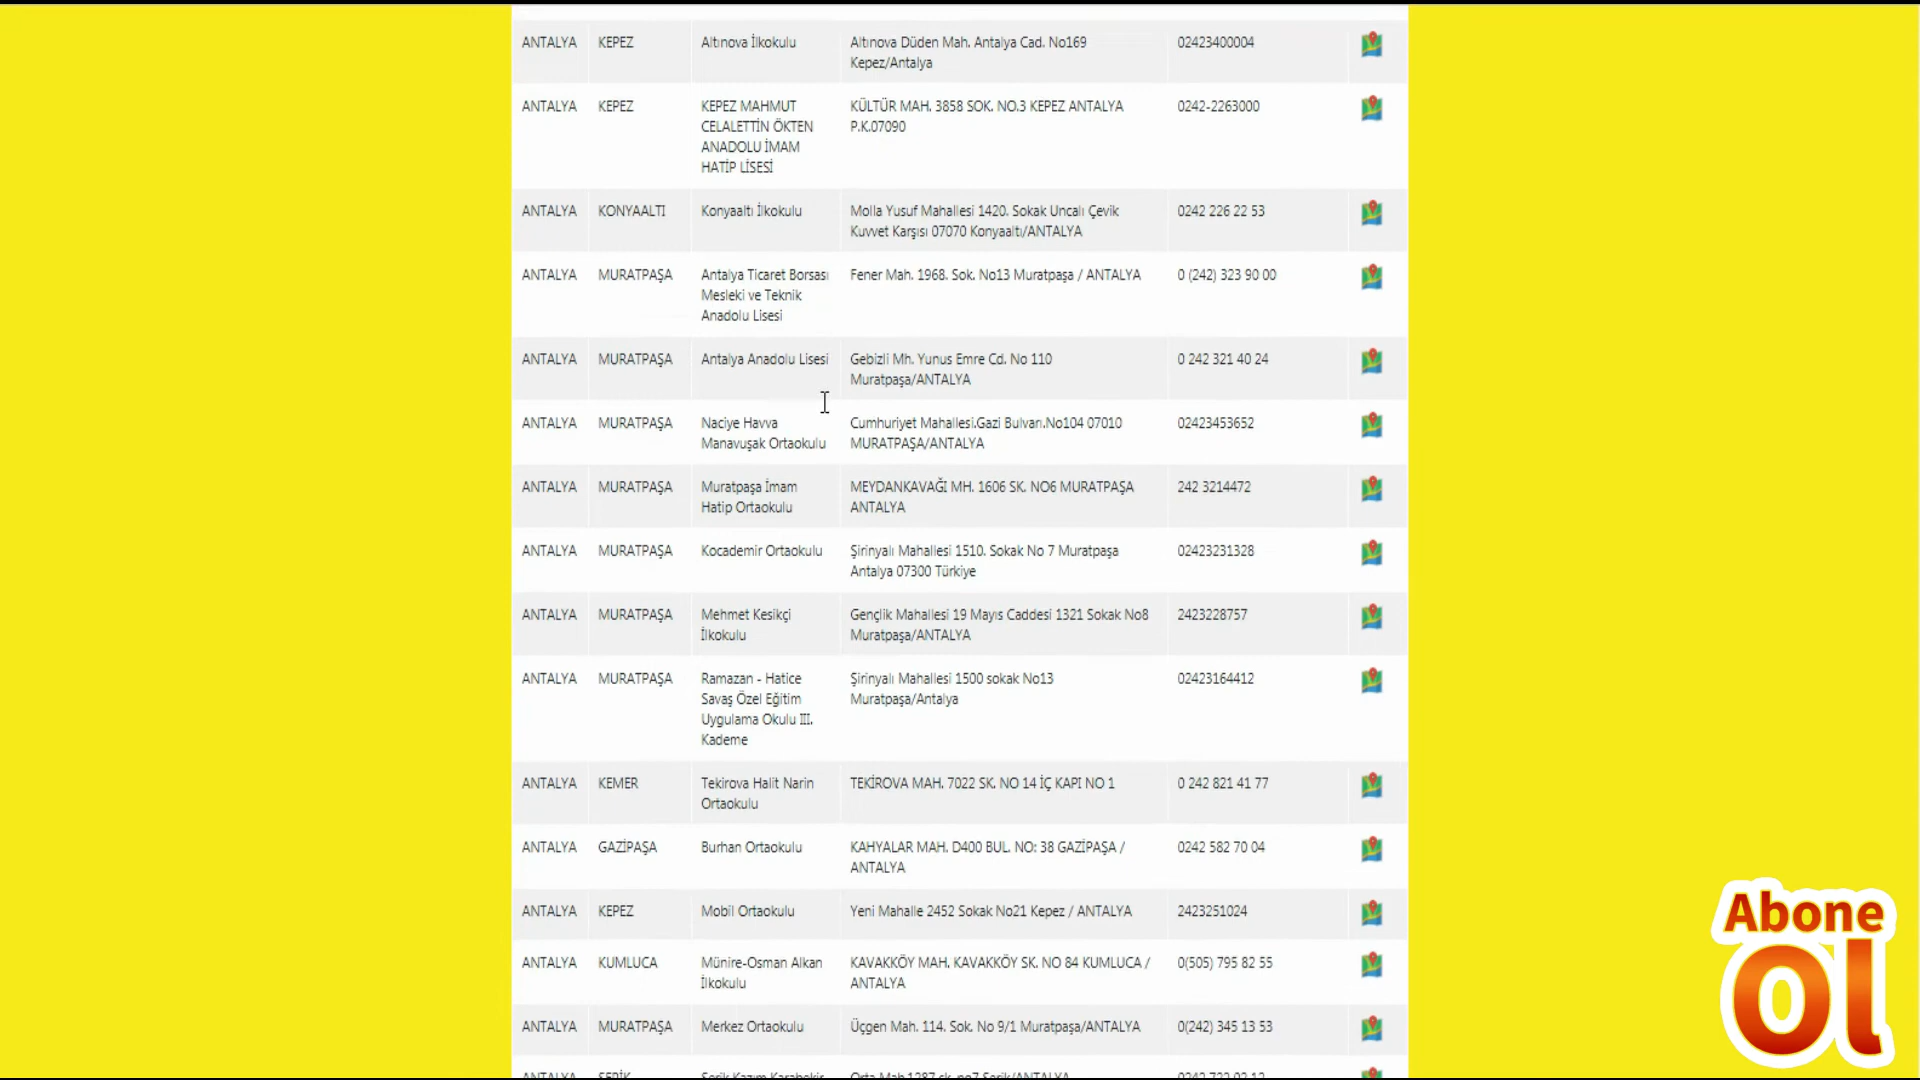 ANTALYA KEPEZ Altınova İlkokulu Altınova Düden Mah. Antalya Cad. No169 02423400004
Kepez/Antalya
ANTALYA KEPEZ KEPEZ MAHMUT KÜLTÜR MAH. 3858 SOK. NO.3 KEPEZ ANTALYA 0242-2263000
CELALETTİN ÖKTEN P.K.07090
ANADOLU İMAM
HATİP LİSESİ
ANTALYA KONYAALTI Konyaaltı İlkokulu Molla Yusuf Mahallesi 1420. Sokak Uncalı Çevik 0242 226 22 53
Kuvvet Karşısı 07070 Konyaaltı/ANTALYA
ANTALYA MURATPAŞA Antalya Ticaret Borsası Fener Mah. 1968. Sok. No13 Muratpaşa / ANTALYA 0 (242) 323 90 00
Mesleki ve Teknik
Anadolu Lisesi
ANTALYA MURATPAŞA Antalya Anadolu Lisesi Gebizli Mh. Yunus Emre Cd. No 110 0 242 321 40 24
Muratpaşa/ANTALYA
ANTALYA MURATPAŞA Naciye Havva Cumhuriyet Mahallesi.Gazi Bulvarı.No104 07010 02423453652
Manavuşak Ortaokulu MURATPAŞA/ANTALYA
ANTALYA MURATPAŞA Muratpaşa İmam MEYDANKAVAĞI MH. 1606 SK. NO6 MURATPAŞA 242 3214472
Hatip Ortaokulu ANTALYA
ANTALYA MURATPAŞA Kocademir Ortaokulu Şirinyalı Mahallesi 1510. Sokak No 7 Muratpaşa 02423231328
Antalya 07300 Türkiye
ANTALYA MURATPAŞA Mehmet Kesikçi Gençlik Mahallesi 19 Mayıs Caddesi 1321 Sokak No8 2423228757
İlkokulu Muratpaşa/ANTALYA
ANTALYA MURATPAŞA Ramazan - Hatice Şirinyalı Mahallesi 1500 sokak No13 02423164412
Savaş Özel Eğitim Muratpaşa/Antalya
Uygulama Okulu III.
Kademe
ANTALYA KEMER Tekirova Halit Narin TEKİROVA MAH. 7022 SK. NO 14 İÇ KAPI NO 1 0 242 821 41 77
Ortaokulu
ANTALYA GAZİPAŞA Burhan Ortaokulu KAHYALAR MAH. D400 BUL. NO: 38 GAZİPAŞA / 0242 582 70 04
ANTALYA
ANTALYA KEPEZ Mobil Ortaokulu Yeni Mahalle 2452 Sokak No21 Kepez / ANTALYA 2423251024
ANTALYA KUMLUCA Münire-Osman Alkan KAVAKKÖY MAH. KAVAKKÖY SK. NO 84 KUMLUCA / 0(505) 795 82 55
İlkokulu ANTALYA
ANTALYA MURATPAŞA Merkez Ortaokulu Üçgen Mah. 114. Sok. No 9/1 Muratpaşa/ANTALYA 0(242) 345 13 53
ANTALYA SERİK Serik Kazım Karabekir Orta Mah.1287 sk. no7 Serik/ANTALYA
Abone
Ol